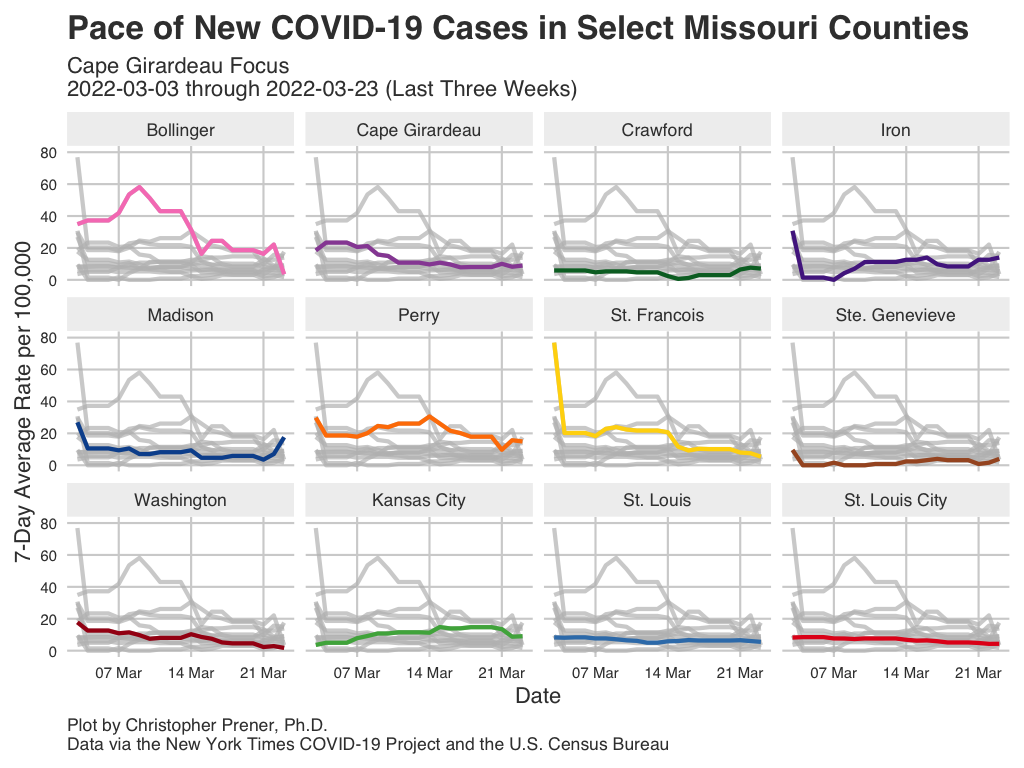 Pace of New COVID-19 Cases in Select Missouri Counties
Cape Girardeau Focus
2022-03-03 through 2022-03-23 (Last Three Weeks)
7-Day Average Rate per 100,000
Bollinger
Cape Girardeau
Crawford
Iron
80
60
40
20
0
Madison
Perry
St. Francois
Ste. Genevieve
80
60
40
20
0
Washington
Kansas City
St. Louis
St. Louis City
80
60
40
20
0
07 Mar 14 Mar 21 Mar
07 Mar 14 Mar 21 Mar
07 Mar 14 Mar 21 Mar
07 Mar 14 Mar 21 Mar
Date
Plot by Christopher Prener, Ph.D.
Data via the New York Times COVID-19 Project and the U.S. Census Bureau